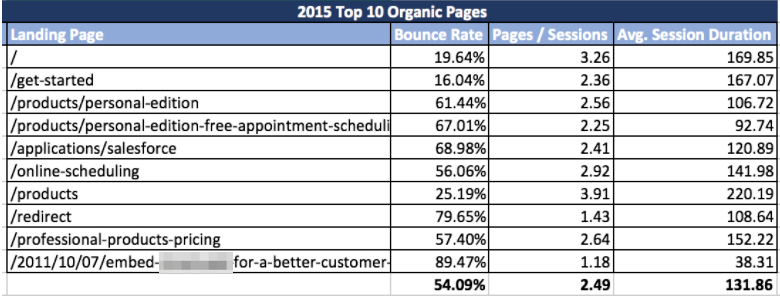 2015 Top 10 Organic Pages
Landing Page Bounce Rate Pages / Sessions Avg. Session Duration
/ 19.64% 3.26 169.85
/get-started 16.04% 2.36 167.07
/products/personal-edition 61.44% 2.56 106.72
/products/personal-edition-free-appointment-scheduli 67.01% 2.25 92.74
/applications/salesforce 68.98% 2.41 120.89
/online-scheduling 56.06% 2.92 141.98
/products 25.19% 3.91 220.19
/redirect 79.65% 1.43 108.64
/professional-products-pricing 57.40% 2.64 152.22
/2011/10/07/embed- for-a-better-customer- 89.47% 1.18 38.31
54.09% 2.49 131.86